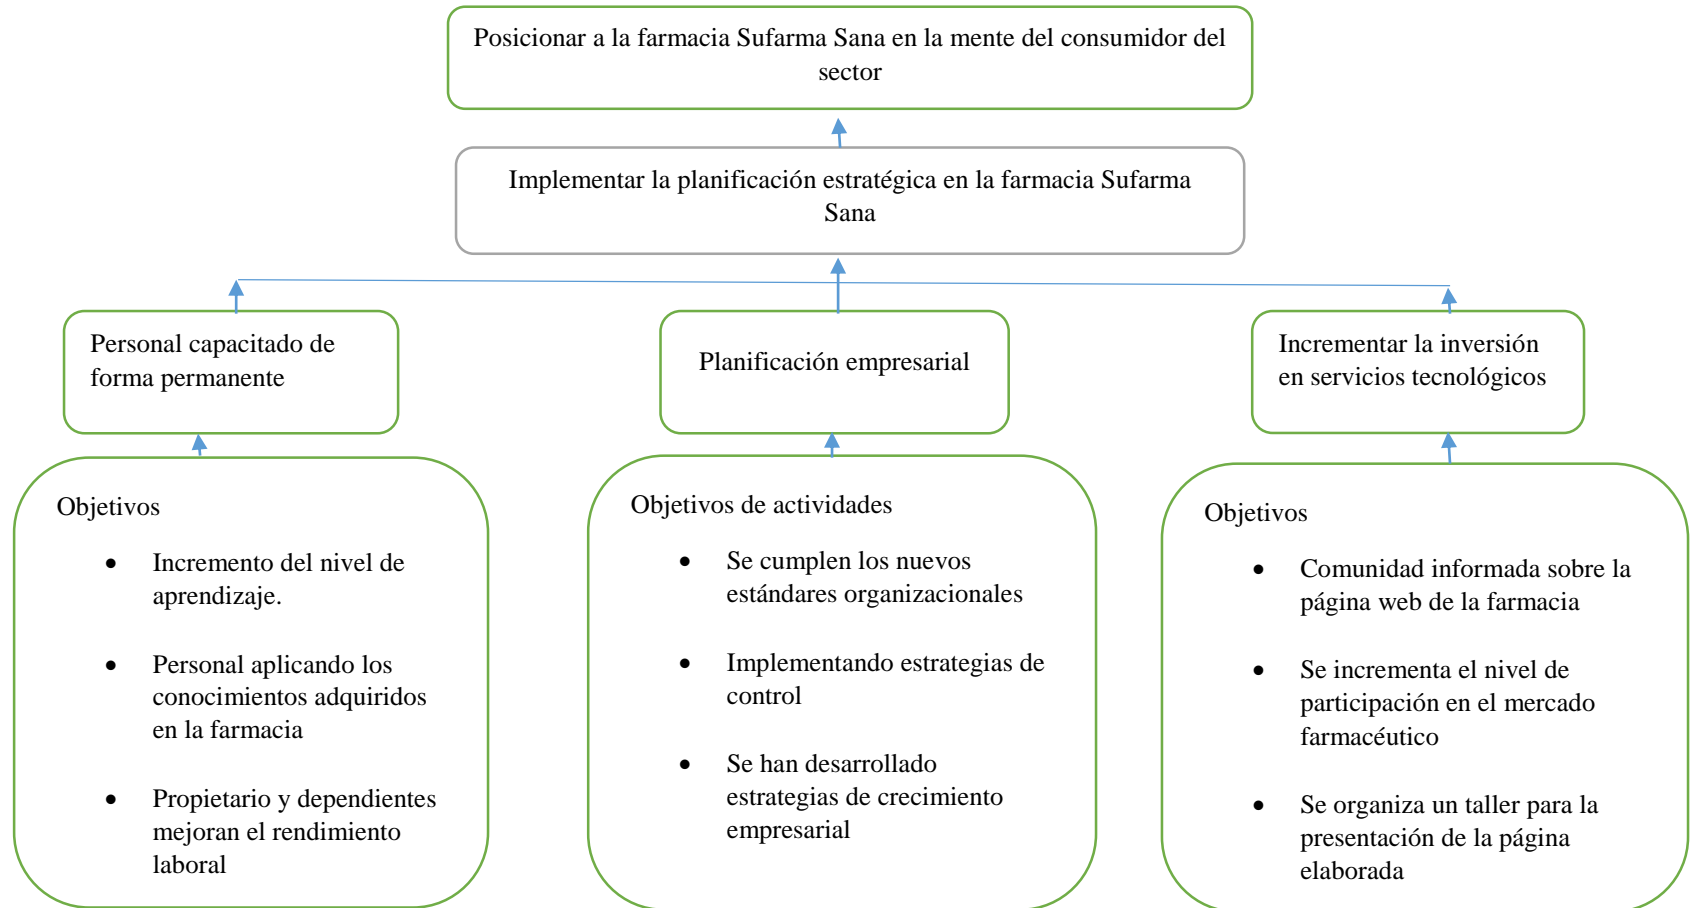 Posicionar a la farmacia Sufarma Sana en la mente del consumidor del
sector
Implementar la planificación estratégica en la farmacia Sufarma
Sana
Personal capacitado de
forma permanente
Planificación empresarial
Incrementar la inversión
en servicios tecnológicos
Objetivos
• Incremento del nivel de
aprendizaje.
• Personal aplicando los
conocimientos adquiridos
en la farmacia
• Propietario y dependientes
mejoran el rendimiento
laboral
Objetivos de actividades
• Se cumplen los nuevos
estándares organizacionales
• Implementando estrategias de
control
• Se han desarrollado
estrategias de crecimiento
empresarial
Objetivos
• Comunidad informada sobre la
página web de la farmacia
• Se incrementa el nivel de
participación en el mercado
farmacéutico
• Se organiza un taller para la
presentación de la página
elaborada